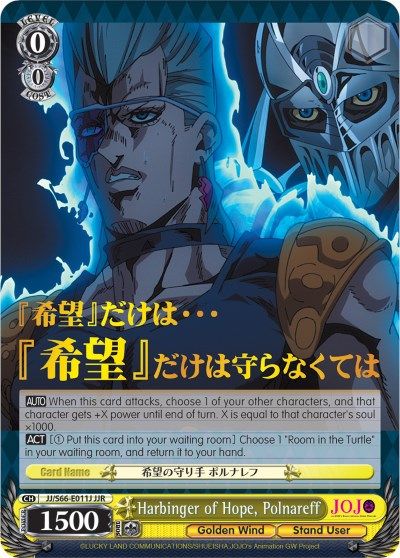 LEVEL
0
0
COST
『希望』だけは・・・
『希望』だけは守らなくては
AUTO When this card attacks, choose 1 of your other characters, and that
character gets +X power until end of turn. X is equal to that character's soul
×1000.
ACT [① Put this card into your waiting room] Choose 1 "Room in the Turtle"
in your waiting room, and return it to your hand.
Card Name 希望の守り手 ポルナレフ
CH JJ/S66-E011J JJR
Harbinger of Hope, Polnareff
JOJO
POWER 1500 SOUL
Golden Wind Stand User
©LUCKY LAND COMMUNICATIONS/SHUEISHA,JOJO's Animation GW Project